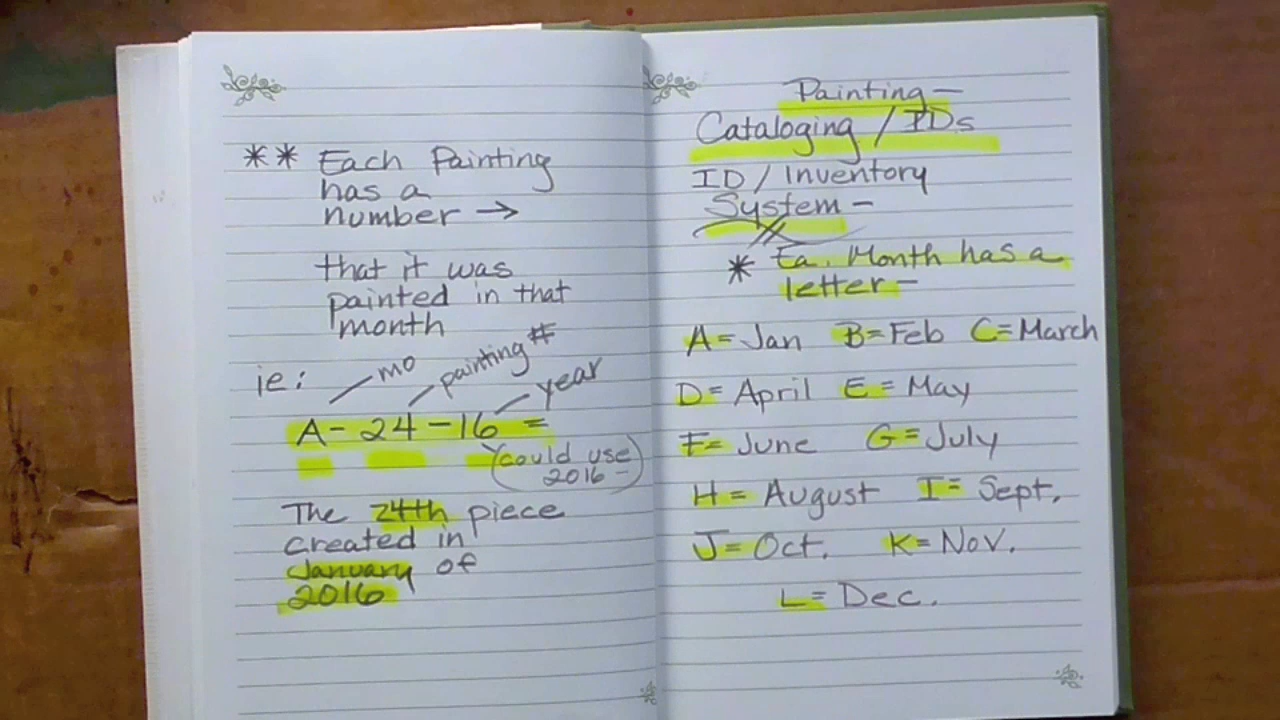 ** Each Painting
has a
number →
that it was
painted in that
month
ie: mo painting # year
A- 24 -16 =
(could use
2016 -)
The 24th piece
created in
January of
2016
Painting -
Cataloging / IDs
ID / Inventory
System -
* Ea. Month has a
letter -
A = Jan B = Feb C = March
D = April E = May
F = June G = July
H = August I = Sept.
J = Oct. K = Nov.
L = Dec.